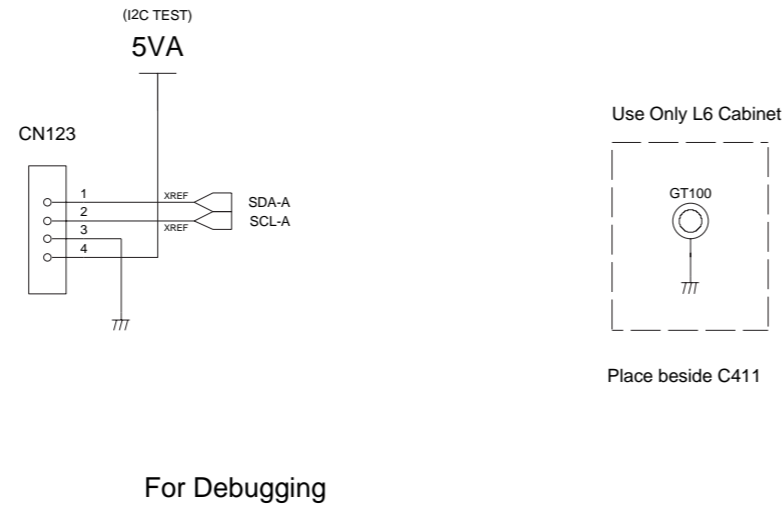 (I2C TEST)
5VA
CN123
1
XREF
SDA-A
2
XREF
SCL-A
3
4
Use Only L6 Cabinet
GT100
Place beside C411
For Debugging